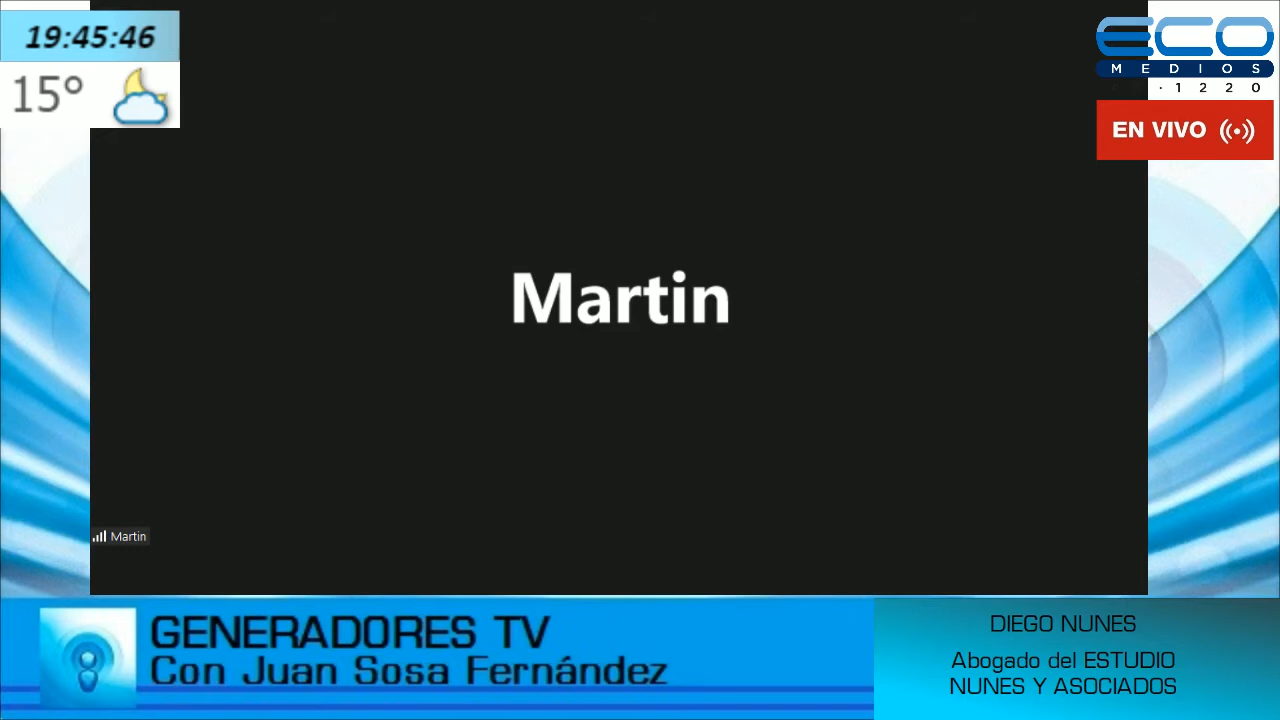 19:45:46
15°
ECO
MEDIOS
·1220
EN VIVO
Martin
Martin
GENERADORES TV
Con Juan Sosa Fernández
DIEGO NUNES
Abogado del ESTUDIO
NUNES Y ASOCIADOS